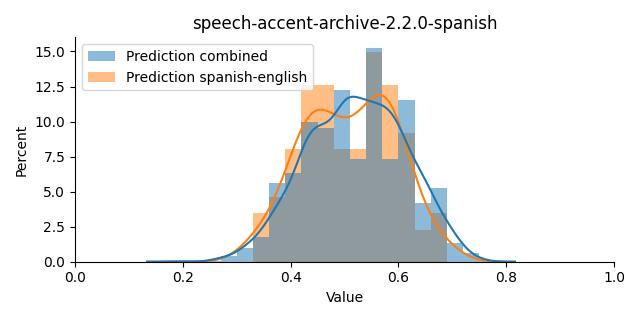 speech-accent-archive-2.2.0-spanish
Prediction combined
Prediction spanish-english
Percent
15.0
12.5
10.0
7.5
5.0
2.5
0.0
0.0 0.2 0.4 0.6 0.8 1.0
Value